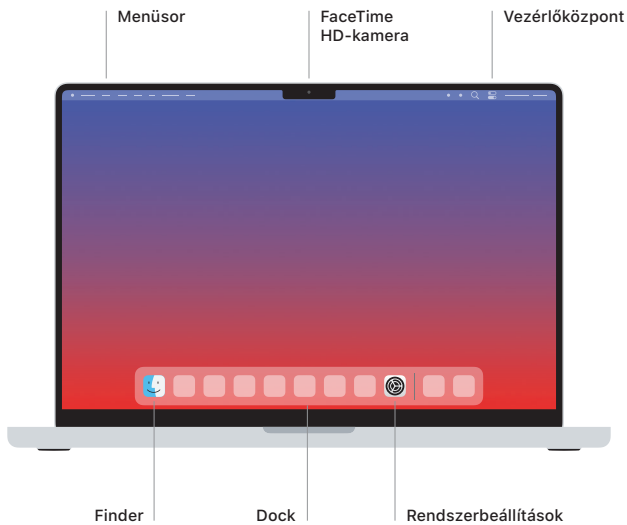 Menüsor
FaceTime
HD-kamera
Vezérlőközpont
Finder
Dock
Rendszerbeállítások